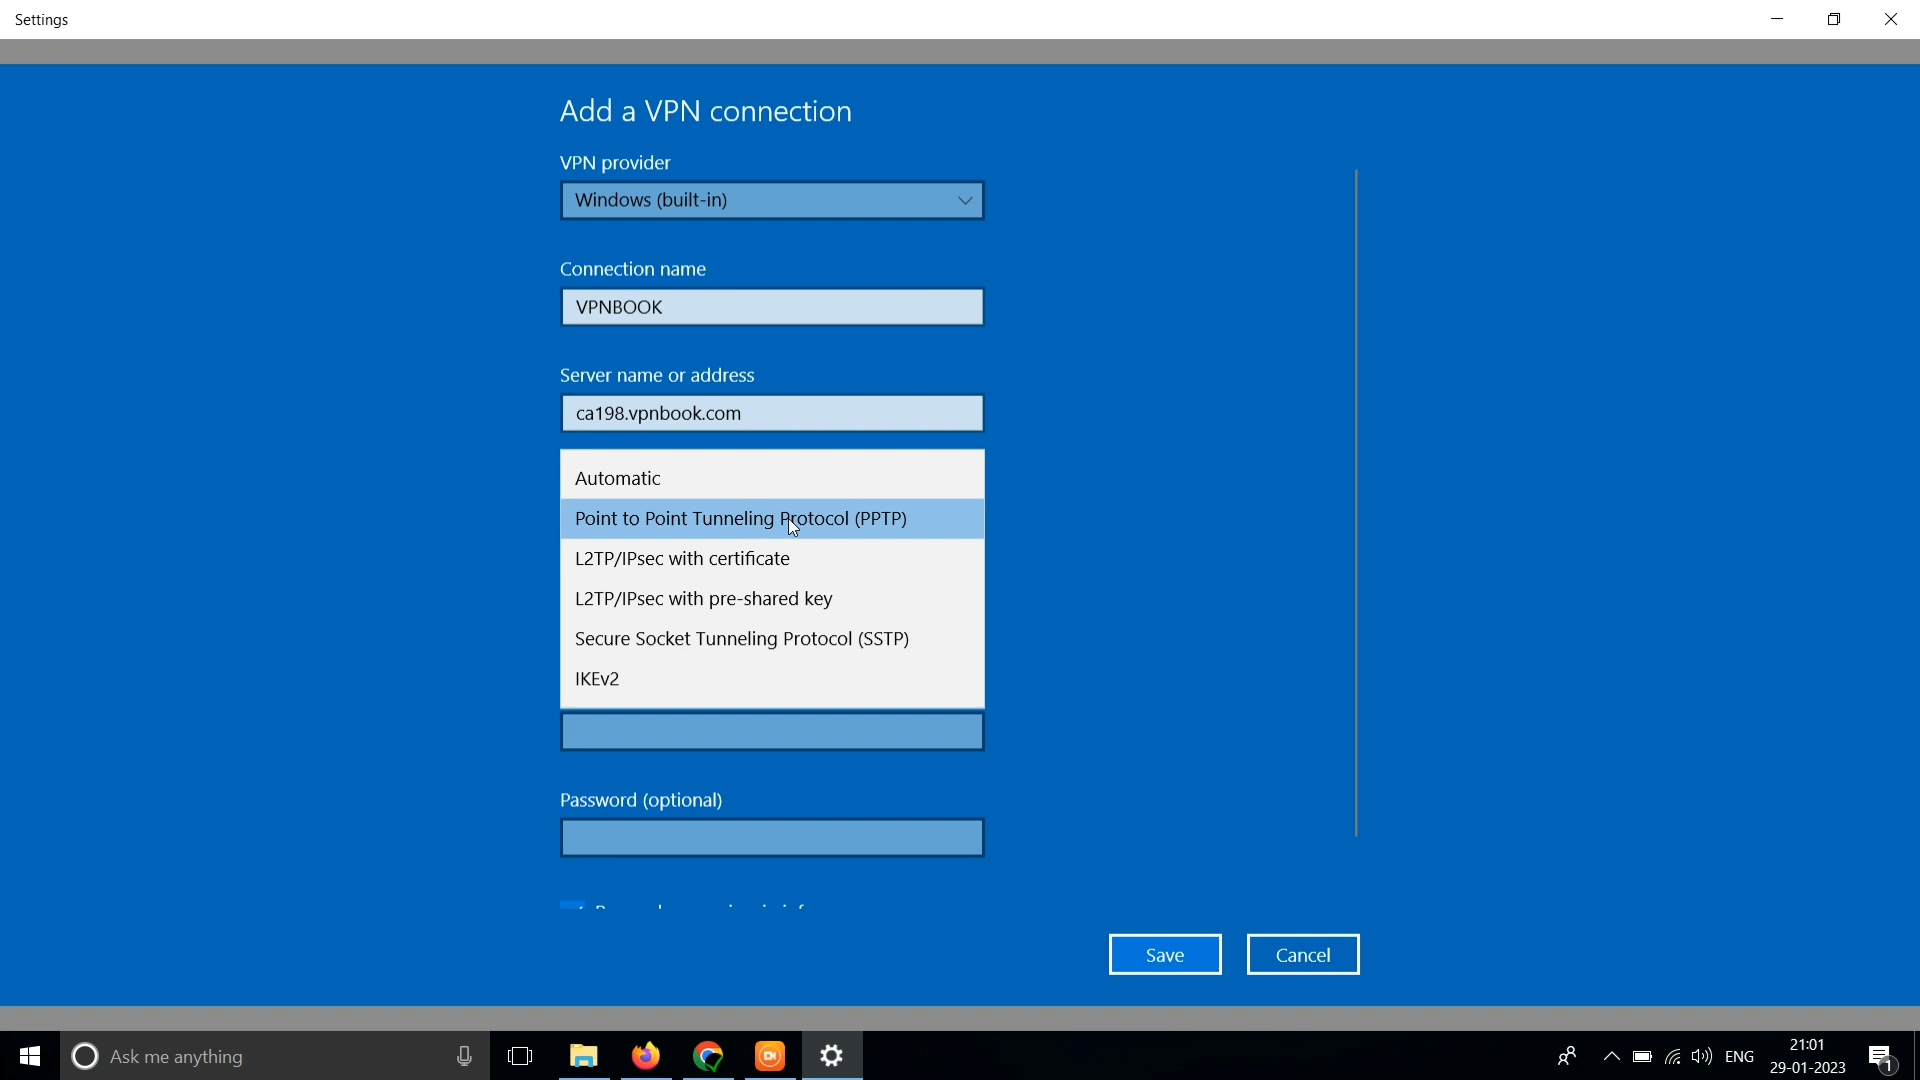 Settings
Add a VPN connection
VPN provider
Windows (built-in)
Connection name
VPNBOOK
Server name or address
ca198.vpnbook.com
Automatic
Point to Point Tunneling Protocol (PPTP)
L2TP/IPsec with certificate
L2TP/IPsec with pre-shared key
Secure Socket Tunneling Protocol (SSTP)
IKEv2
Password (optional)
Save Cancel
Ask me anything
ENG
21:01
29-01-2023
1